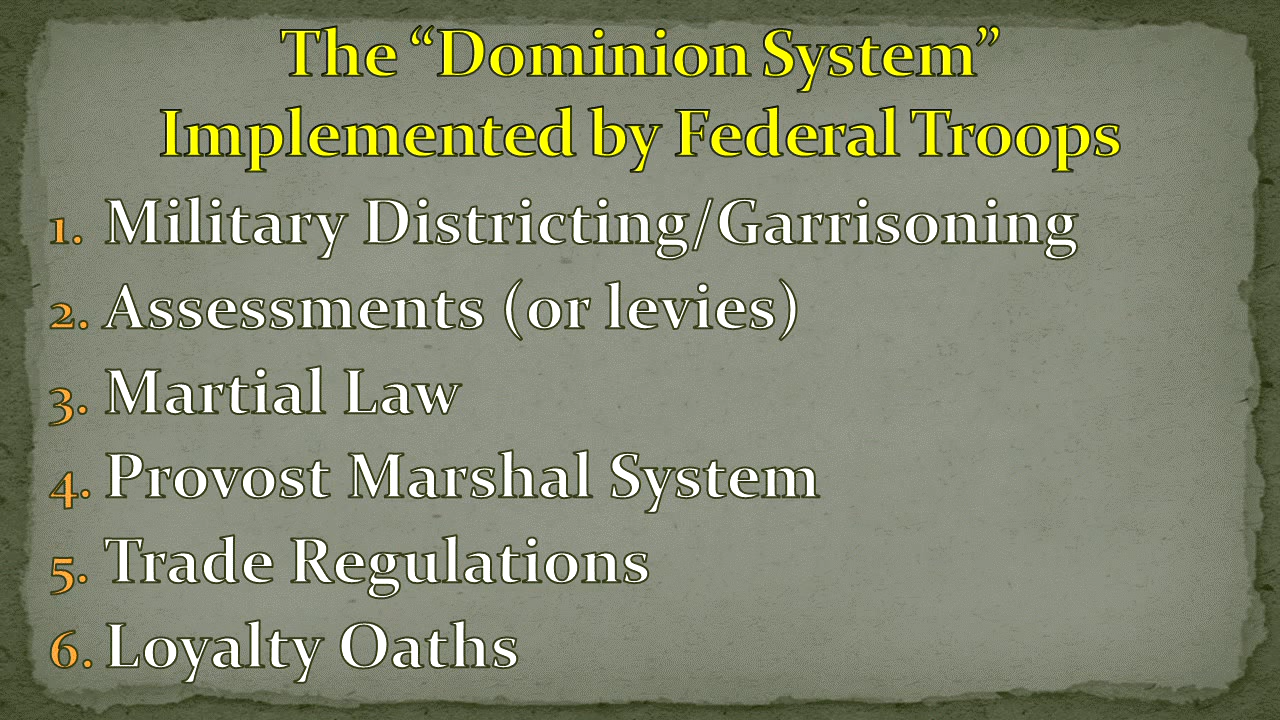 The “Dominion System”
Implemented by Federal Troops
1. Military Districting/Garrisoning
2. Assessments (or levies)
3. Martial Law
4. Provost Marshal System
5. Trade Regulations
6. Loyalty Oaths